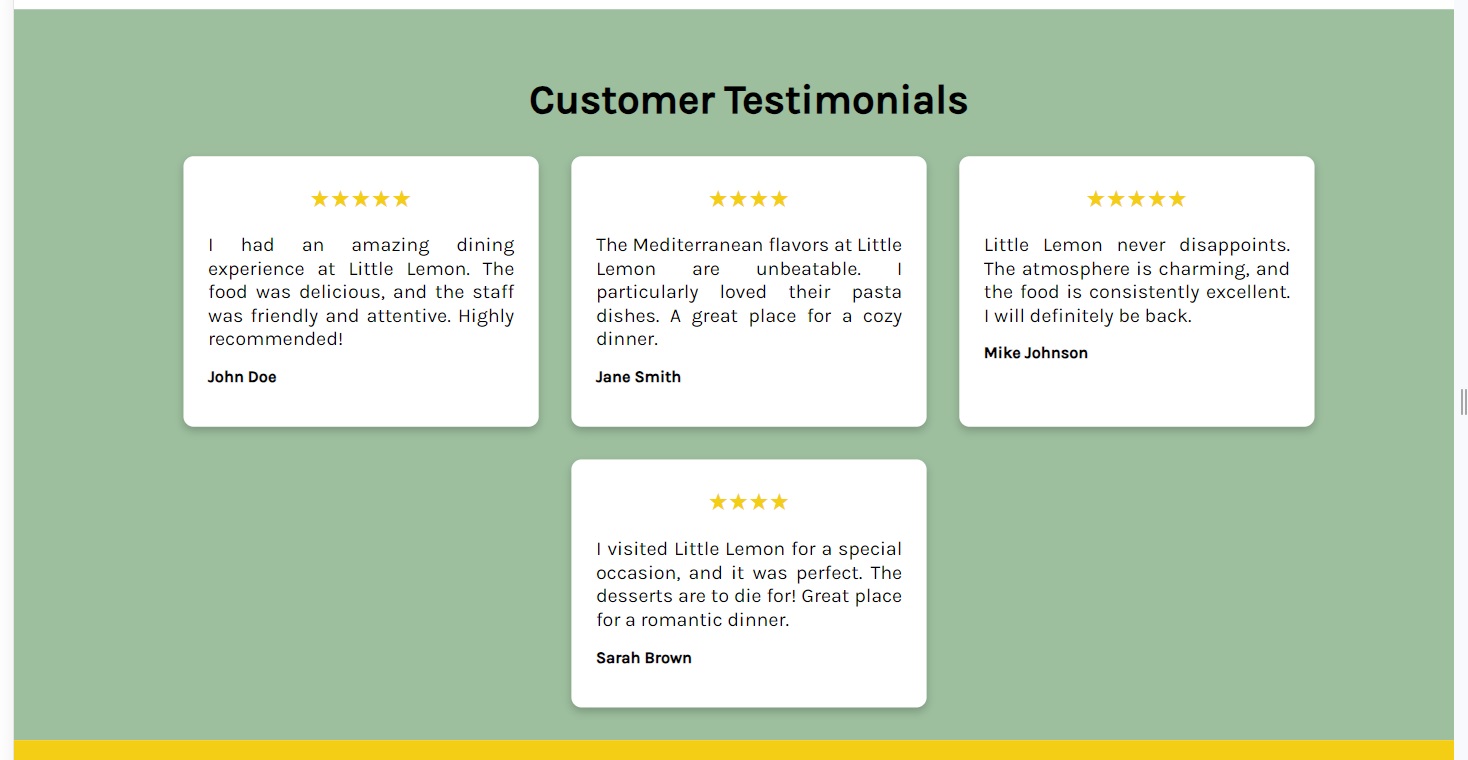 Customer Testimonials
★★★★★
I had an amazing dining
experience at Little Lemon. The
food was delicious, and the staff
was friendly and attentive. Highly
recommended!
John Doe
★★★★
The Mediterranean flavors at Little
Lemon are unbeatable. I
particularly loved their pasta
dishes. A great place for a cozy
dinner.
Jane Smith
★★★★★
Little Lemon never disappoints.
The atmosphere is charming, and
the food is consistently excellent.
I will definitely be back.
Mike Johnson
★★★★
I visited Little Lemon for a special
occasion, and it was perfect. The
desserts are to die for! Great place
for a romantic dinner.
Sarah Brown